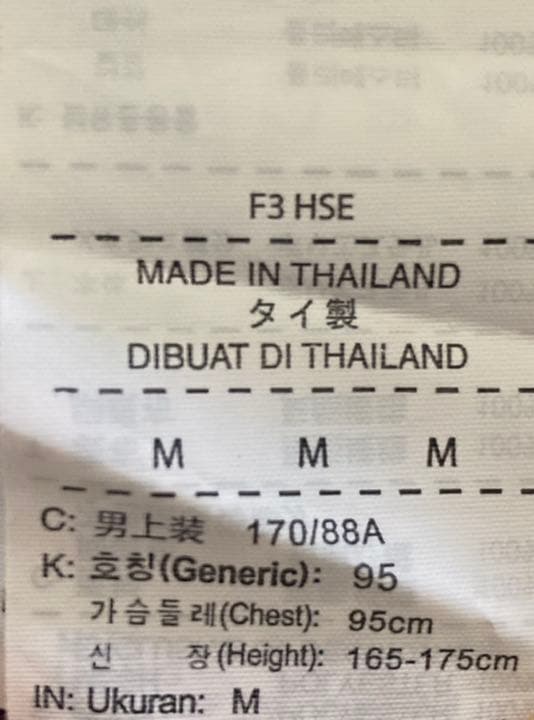 F3 HSE
MADE IN THAILAND
タイ製
DIBUAT DI THAILAND
M M M
C: 男上装 170/88A
K: 호칭(Generic): 95
가슴둘레(Chest): 95cm
신 장(Height): 165-175cm
IN: Ukuran: M